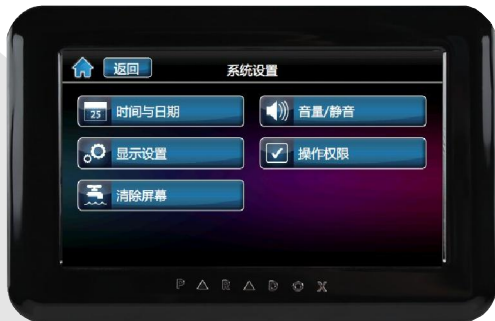 返回
系统设置
25 时间与日期
音量/静音
显示设置
操作权限
清除屏幕
PARADOX